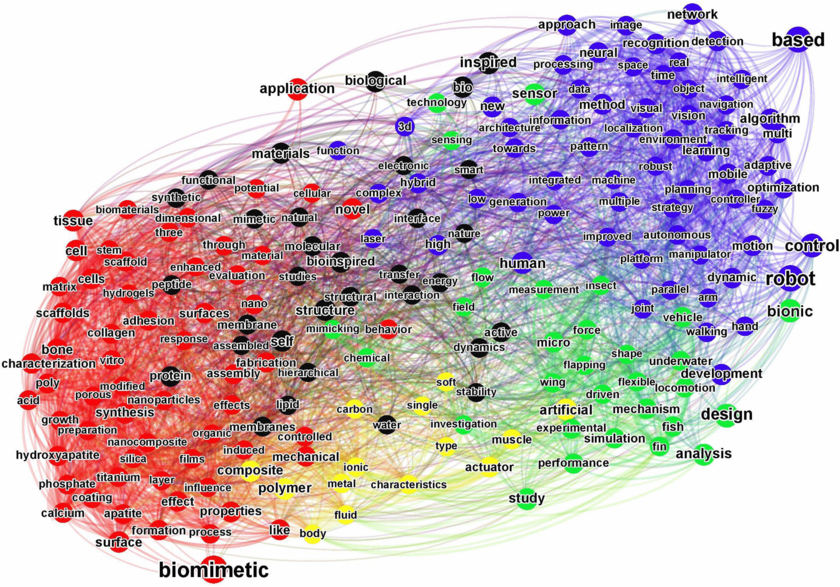 network
approach
image
based
recognition
detection
neural
inspired
processing
space
real
time
intelligent
biological
application
bio
data
object
sensor
technology
new
method
visual
navigation
vision
algorithm
information
3d
architecture
localization
tracking
multi
environment
sensing
function
towards
pattern
learning
materials
electronic
smart
robust
mobile
adaptive
functional
potential
cellular
complex
hybrid
integrated
machine
planning
optimization
synthetic
low
generation
multiple
strategy
controller
fuzzy
biomaterials
dimensional
mimetic
natural
novel
interface
power
tissue
three
nature
laser
high
improved
autonomous
motion
control
cell
stem
through
molecular
scaffold
material
bioinspired
human
platform
manipulator
cells
enhanced
evaluation
studies
transfer
energy
flow
robot
matrix
hydrogels
peptide
measurement
insect
parallel
dynamic
structural
interaction
arm
nano
scaffolds
surfaces
structure
field
joint
bionic
adhesion
membrane
mimicking
behavior
active
force
vehicle
hand
collagen
response
assembled
self
micro
walking
bone
dynamics
shape
characterization
vitro
fabrication
chemical
flapping
underwater
protein
assembly
hierarchical
wing
flexible
development
poly
modified
soft
locomotion
porous
nanoparticles
stability
driven
acid
lipid
effects
carbon
single
artificial
mechanism
design
growth
synthesis
membranes
water
investigation
experimental
fish
preparation
organic
controlled
muscle
simulation
nanocomposite
induced
mechanical
type
fin
analysis
hydroxyapatite
silica
films
composite
ionic
actuator
performance
titanium
layer
metal
phosphate
influence
polymer
characteristics
coating
effect
study
calcium
apatite
properties
fluid
formation
process
like
body
surface
biomimetic